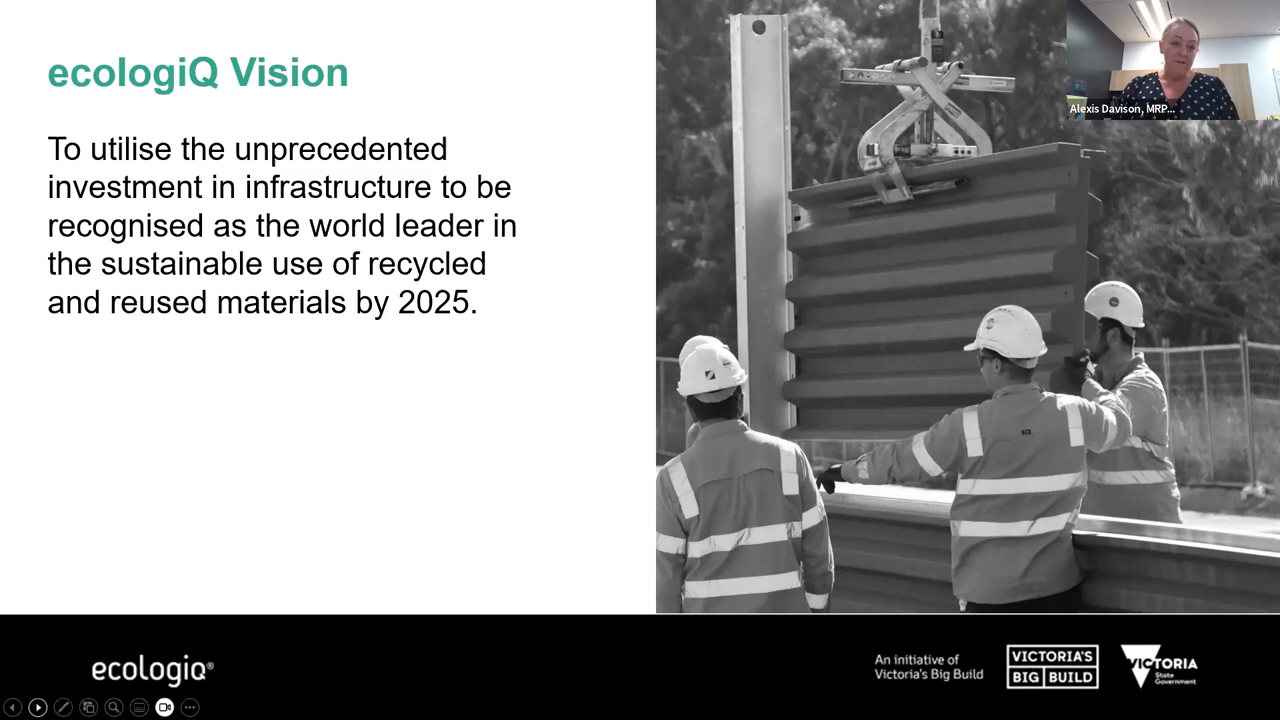 ecologiQ Vision
To utilise the unprecedented
investment in infrastructure to be
recognised as the world leader in
the sustainable use of recycled
and reused materials by 2025.
Alexis Davison, MRP...
ecologiq®
An initiative of
Victoria's Big Build
VICTORIA'S
BIG BUILD
VICTORIA
State
Government